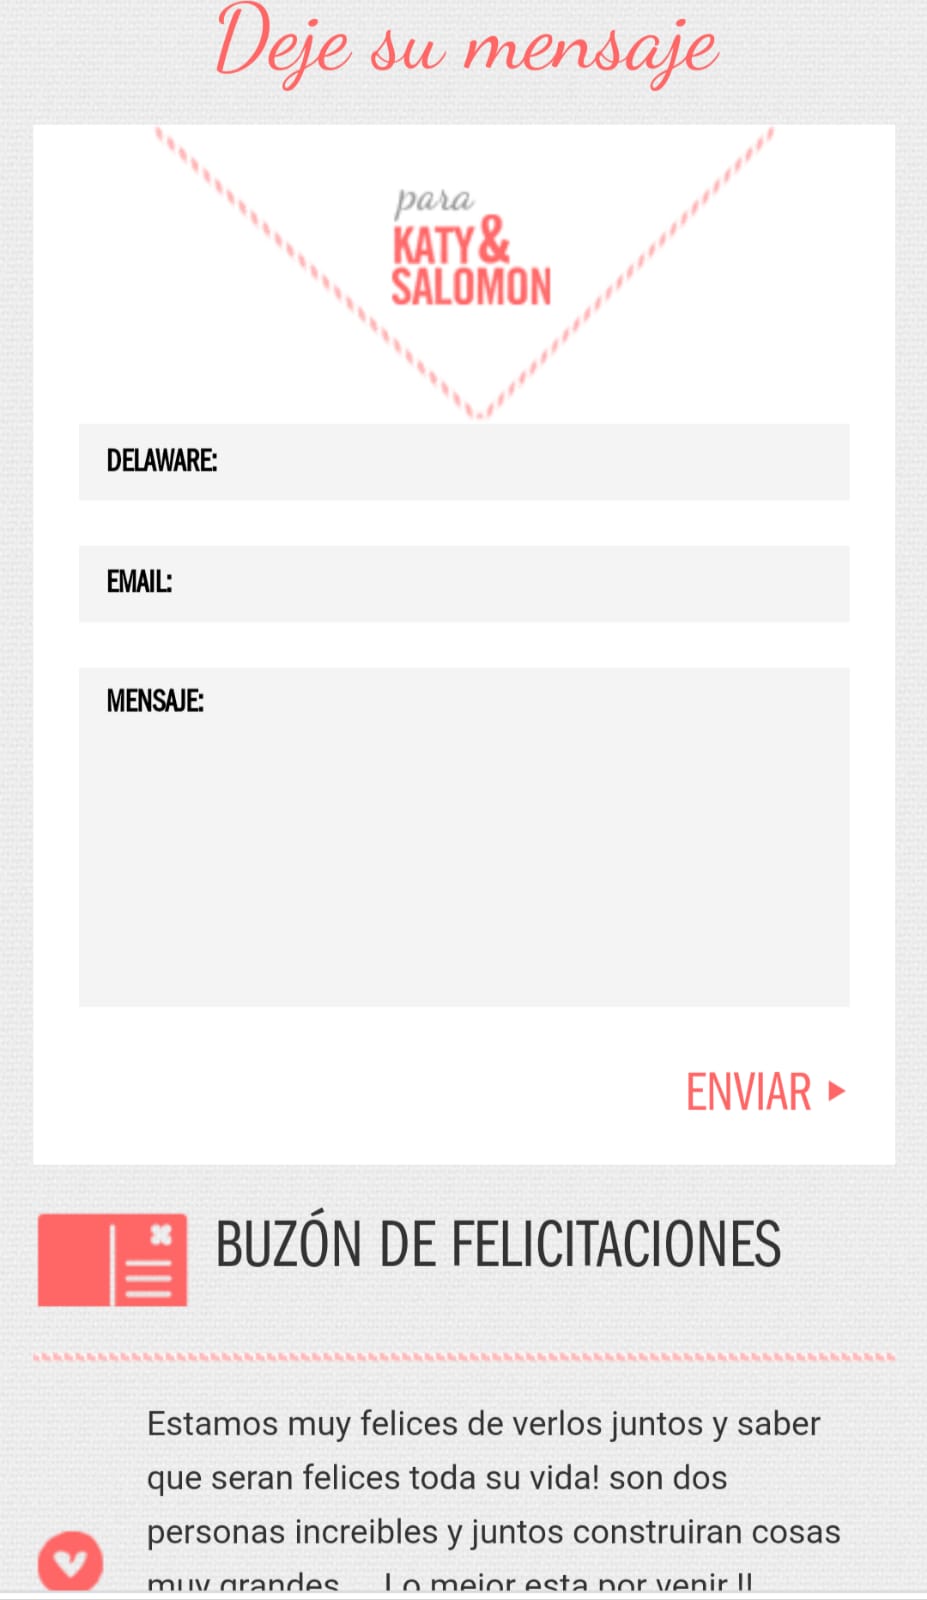 Deje su mensaje
para
KATY &
SALOMON
DELAWARE:
EMAIL:
MENSAJE:
ENVIAR
BUZÓN DE FELICITACIONES
Estamos muy felices de verlos juntos y saber
que seran felices toda su vida! son dos
personas increibles y juntos construiran cosas
muy grandes... Lo mejor esta por venir !!